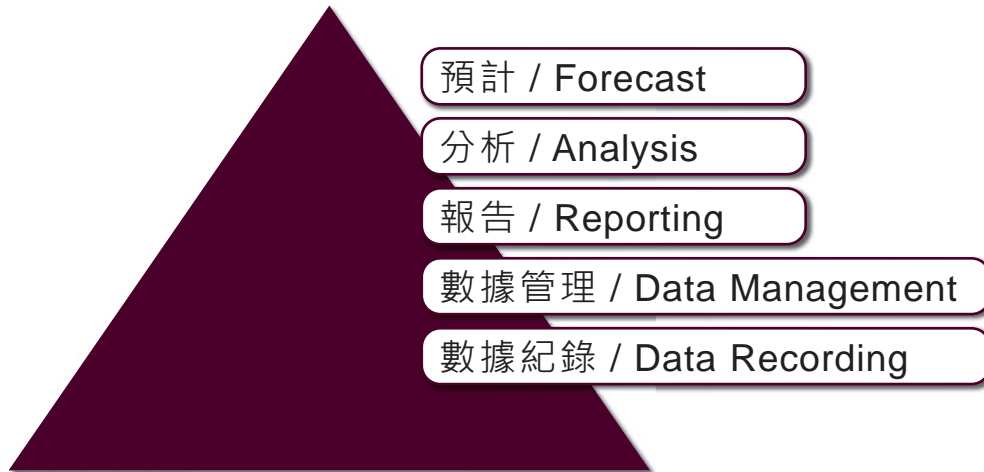 預計 / Forecast
分析 / Analysis
報告 / Reporting
數據管理 / Data Management
數據紀錄 / Data Recording